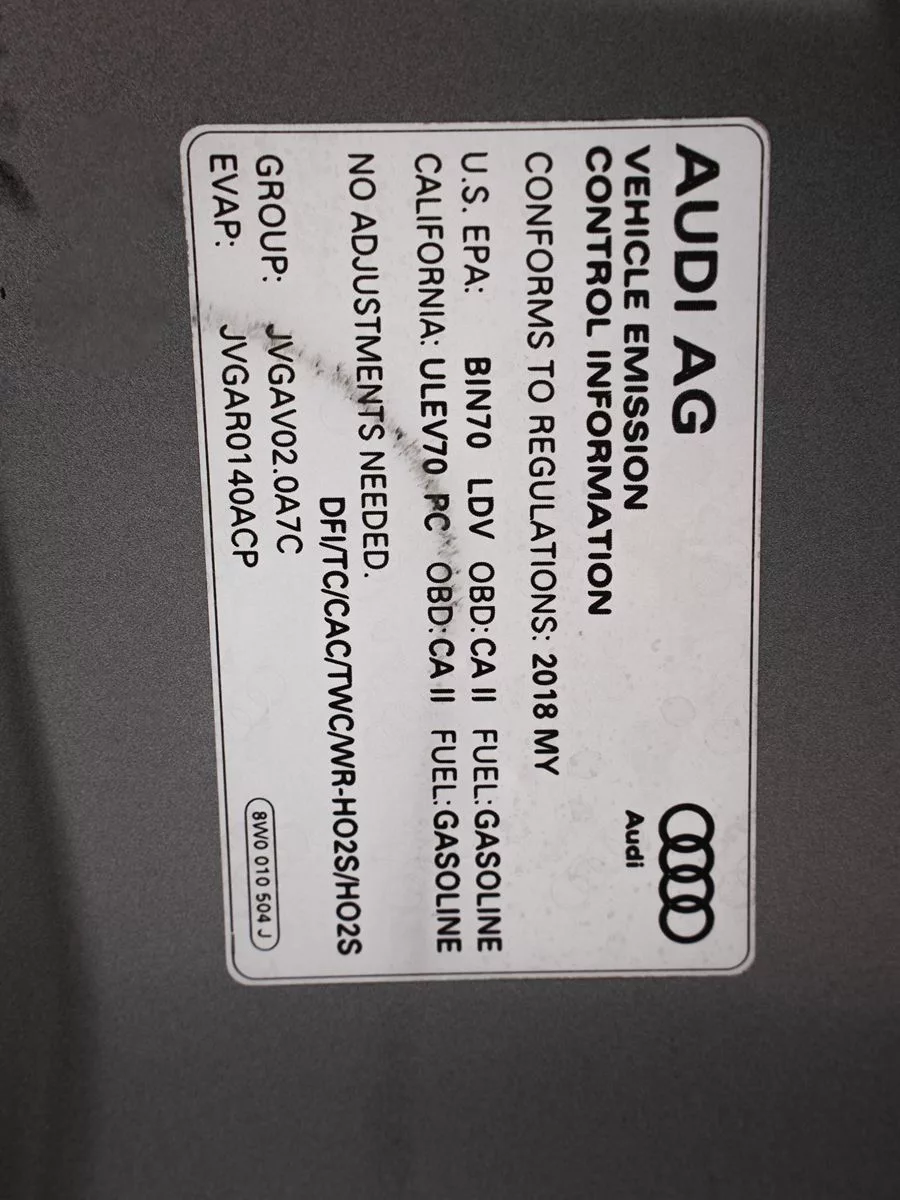 AUDI AG
VEHICLE EMISSION
CONTROL INFORMATION
Audi
CONFORMS TO REGULATIONS: 2018 MY
U.S. EPA: BIN70 LDV OBD:CA II FUEL:GASOLINE
CALIFORNIA: ULEV70 PC OBD:CA II FUEL:GASOLINE
NO ADJUSTMENTS NEEDED.
DFI/TC/CAC/TWC/WR-HO2S/HO2S
GROUP: JVGAV02.0A7C
EVAP: JVGAR0140ACP
8W0 010 504 J